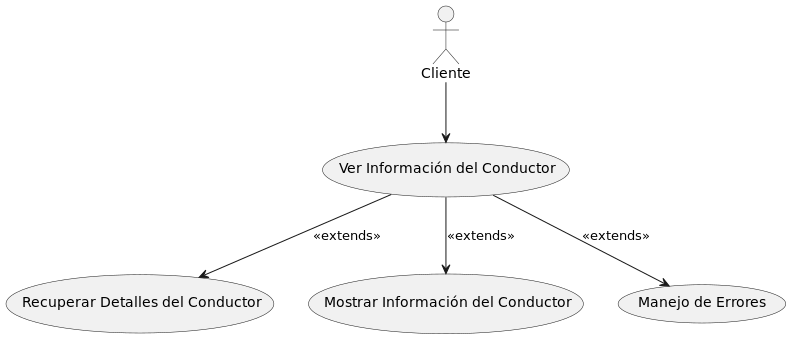 Cliente
Ver Información del Conductor
«extends»
«extends»
«extends»
Recuperar Detalles del Conductor
Mostrar Información del Conductor
Manejo de Errores